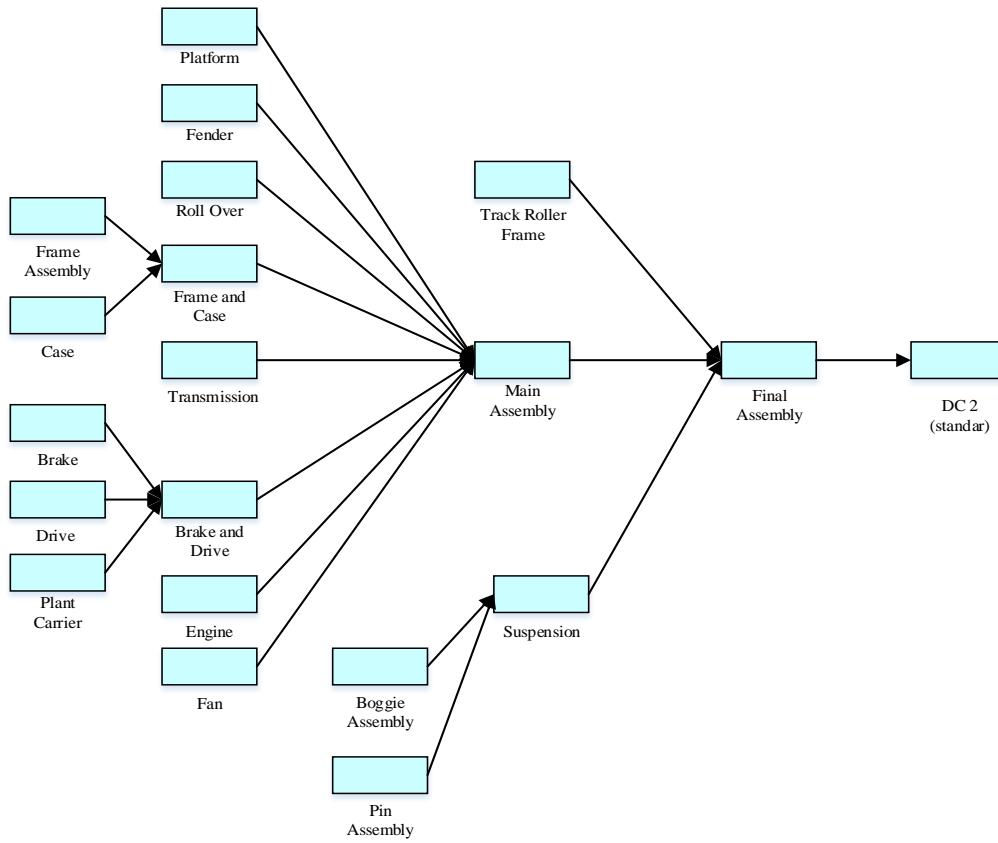 Platform
Fender
Roll Over
Track Roller
Frame
Frame
Assembly
Frame and
Case
Case
Transmission
Main
Assembly
Final
Assembly
DC 2
(standar)
Brake
Drive
Brake and
Drive
Plant
Carrier
Engine
Suspension
Fan
Boggie
Assembly
Pin
Assembly